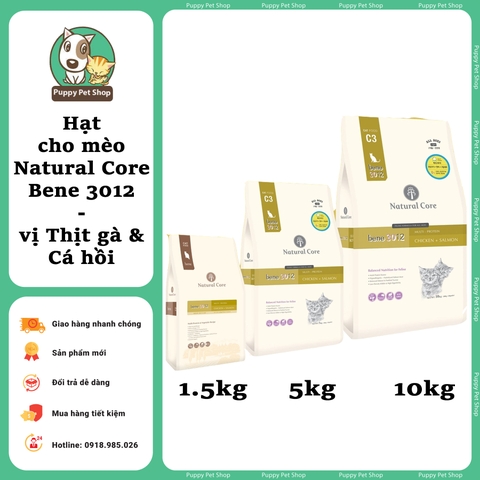 Puppy Pet Shop
Hạt
cho mèo
Natural Core
Bene 3012
-
vị Thịt gà &
Cá hồi
Giao hàng nhanh chóng
Sản phẩm mới
Đổi trả dễ dàng
Mua hàng tiết kiệm
24
Hotline: 0918.985.026
Natural Core
bene 3012
C3
3012
Natural Core
bene 3012
CHICKEN + SALMON
C3
3012
Natural Core
bene 3012
CHICKEN + SALMON
1.5kg
5kg
10kg
Puppy Pet Shop
Puppy Pet Shop
Puppy Pet Shop
Puppy Pet Shop
Puppy Pet Shop
Puppy Pet Shop
Puppy Pet Shop